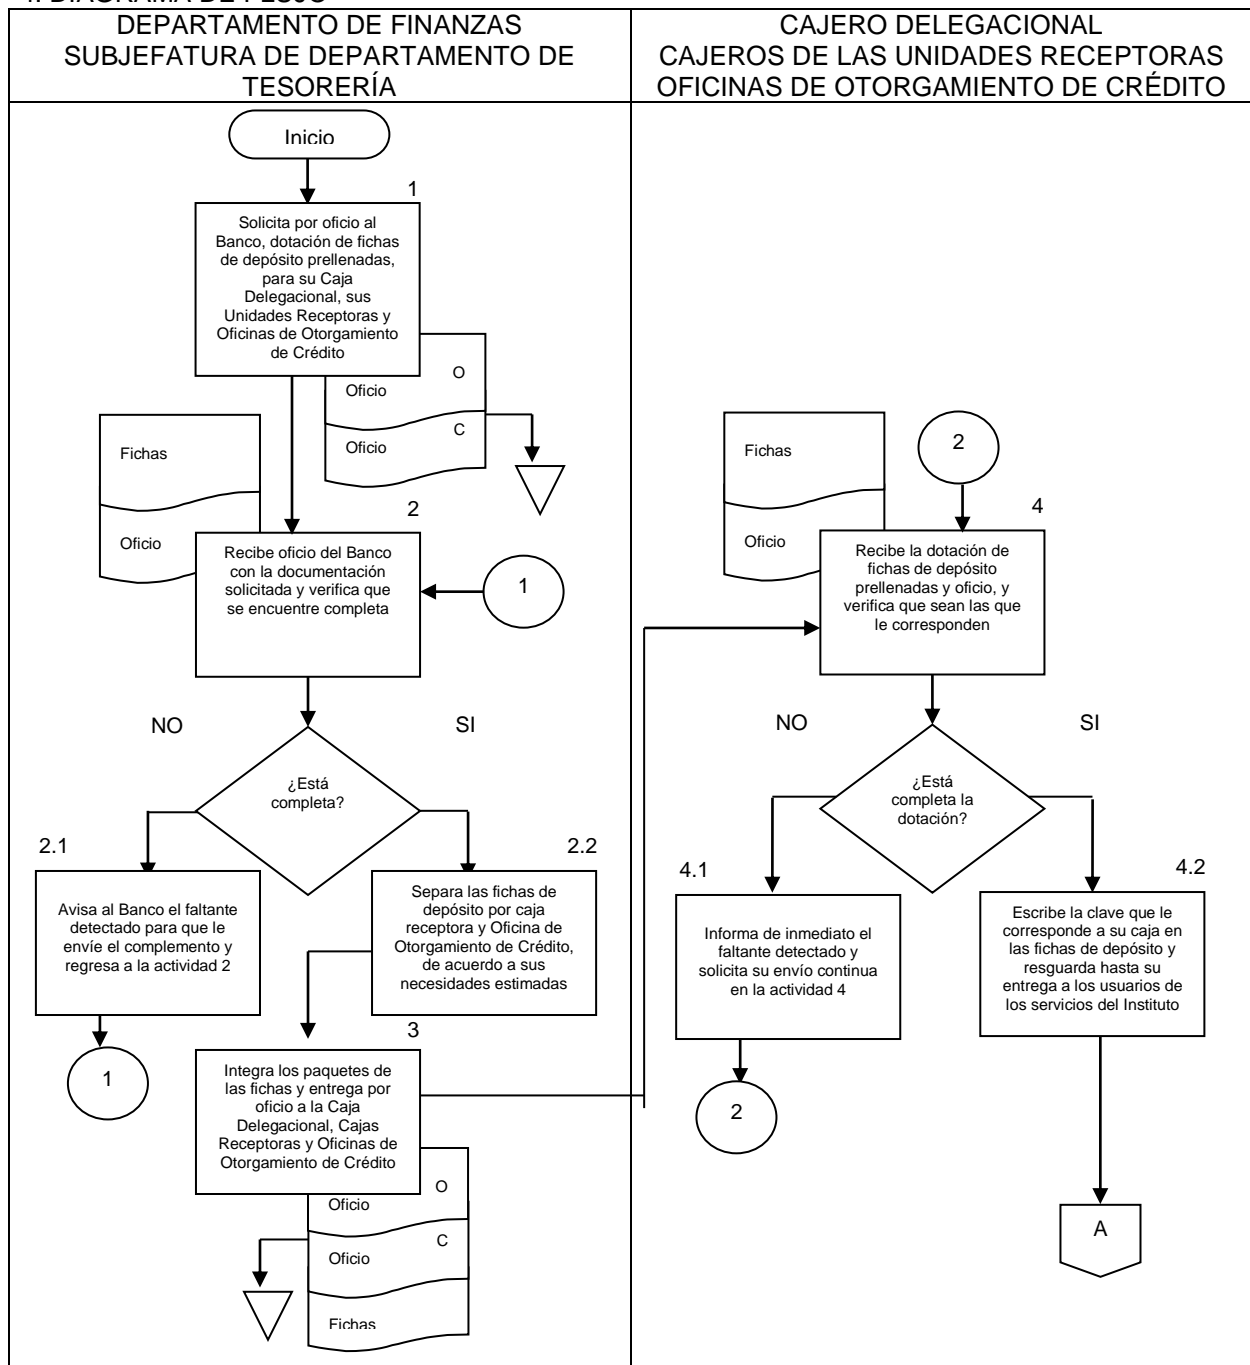 4. DIAGRAMA DE FLUJO
DEPARTAMENTO DE FINANZAS
SUBJEFATURA DE DEPARTAMENTO DE
TESORERÍA
CAJERO DELEGACIONAL
CAJEROS DE LAS UNIDADES RECEPTORAS
OFICINAS DE OTORGAMIENTO DE CRÉDITO
Inicio
1
Solicita por oficio al
Banco, dotación de fichas
de depósito prellenadas,
para su Caja
Delegacional, sus
Unidades Receptoras y
Oficinas de Otorgamiento
de Crédito
Oficio O
Oficio C
Fichas
Oficio
2
Recibe oficio del Banco
con la documentación
solicitada y verifica que
se encuentre completa
1
NO
SI
¿Está
completa?
2.1
Avisa al Banco el faltante
detectado para que le
envíe el complemento y
regresa a la actividad 2
1
2.2
Separa las fichas de
depósito por caja
receptora y Oficina de
Otorgamiento de Crédito,
de acuerdo a sus
necesidades estimadas
3
Integra los paquetes de
las fichas y entrega por
oficio a la Caja
Delegacional, Cajas
Receptoras y Oficinas de
Otorgamiento de Crédito
Oficio O
Oficio C
Fichas
Fichas
Oficio
2
4
Recibe la dotación de
fichas de depósito
prellenadas y oficio, y
verifica que sean las que
le corresponden
NO
SI
¿Está
completa la
dotación?
4.1
Informa de inmediato el
faltante detectado y
solicita su envío continua
en la actividad 4
2
4.2
Escribe la clave que le
corresponde a su caja en
las fichas de depósito y
resguarda hasta su
entrega a los usuarios de
los servicios del Instituto
A